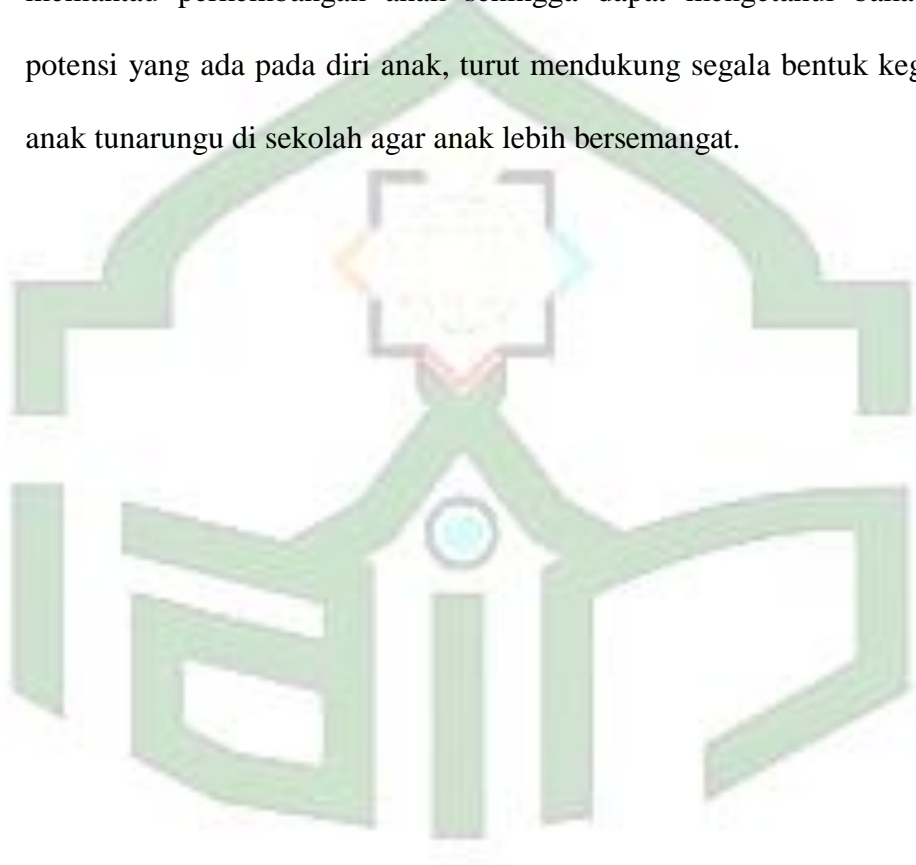 memantau perkembangan anak sehingga dapat mengetahui
potensi yang ada pada diri anak, turut mendukung segala bentuk
anak tunarungu di sekolah agar anak lebih bersemangat.